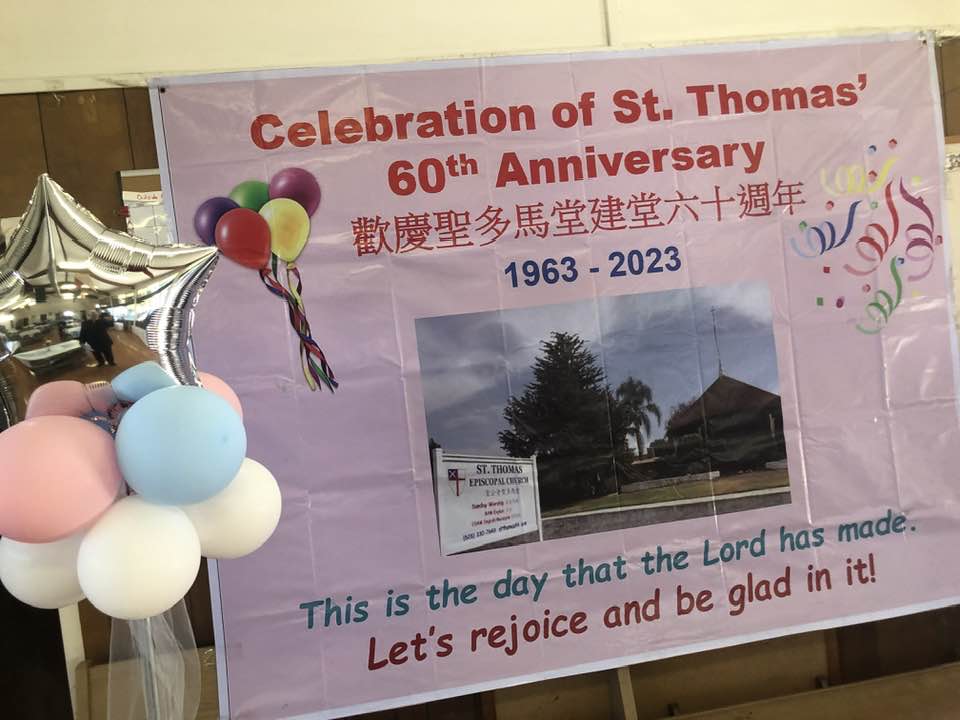 Celebration of St. Thomas'
60th Anniversary
歡慶聖多馬堂建堂六十週年
1963 - 2023
ST. THOMAS
EPISCOPAL CHURCH
This is the day that the Lord has made.
Let's rejoice and be glad in it!